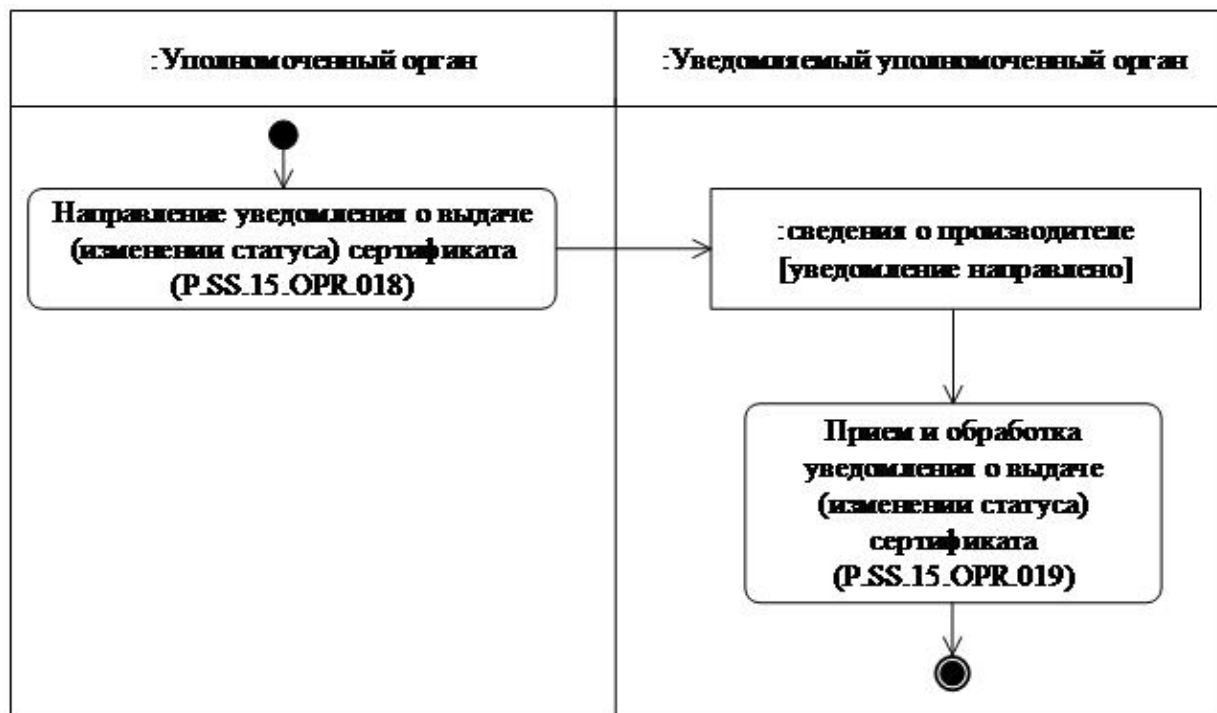 :Уполномоченный орган
:Уведомляемый уполномоченный орган
Направление уведомления о выдаче
(изменении статуса) сертификата
(P.SS.15.OPR.018)
:сведения о производителе
[уведомление направлено]
Прием и обработка
уведомления о выдаче
(изменении статуса)
сертификата
(P.SS.15.OPR.019)